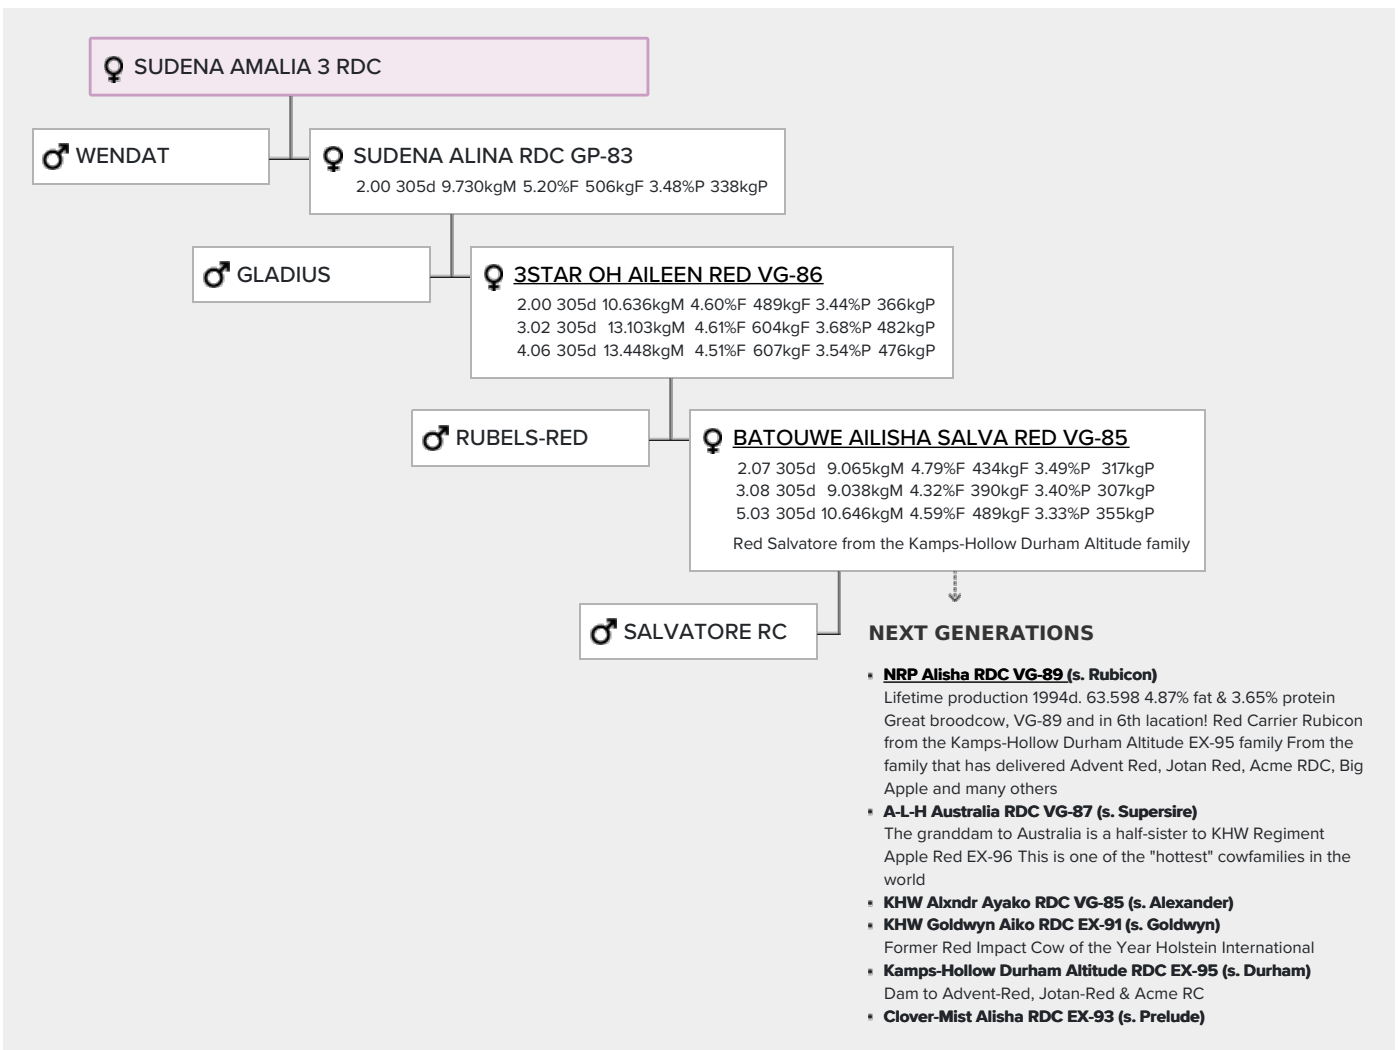 SUDENA AMALIA 3 RDC
WENDAT
SUDENA ALINA RDC GP-83
2.00 305d 9.730kgM 5.20%F 506kgF 3.48%P 338kgP
GLADIUS
3STAR OH AILEEN RED VG-86
2.00 305d 10.636kgM 4.60%F 489kgF 3.44%P 366kgP
3.02 305d 13.103kgM 4.61%F 604kgF 3.68%P 482kgP
4.06 305d 13.448kgM 4.51%F 607kgF 3.54%P 476kgP
RUBELS-RED
BATOUWE AILISHA SALVA RED VG-85
2.07 305d 9.065kgM 4.79%F 434kgF 3.49%P 317kgP
3.08 305d 9.038kgM 4.32%F 390kgF 3.40%P 307kgP
5.03 305d 10.646kgM 4.59%F 489kgF 3.33%P 355kgP
Red Salvatore from the Kamps-Hollow Durham Altitude family
SALVATORE RC
NEXT GENERATIONS
NRP Alisha RDC VG-89 (s. Rubicon)
Lifetime production 1994d. 63.598 4.87% fat & 3.65% protein
Great broodcow, VG-89 and in 6th lacation! Red Carrier Rubicon
from the Kamps-Hollow Durham Altitude EX-95 family From the
family that has delivered Advent Red, Jotan Red, Acme RDC, Big
Apple and many others
A-L-H Australia RDC VG-87 (s. Supersire)
The granddam to Australia is a half-sister to KHW Regiment
Apple Red EX-96 This is one of the "hottest" cowfamilies in the
world
KHW Alxndr Ayako RDC VG-85 (s. Alexander)
KHW Goldwyn Aiko RDC EX-91 (s. Goldwyn)
Former Red Impact Cow of the Year Holstein International
Kamps-Hollow Durham Altitude RDC EX-95 (s. Durham)
Dam to Advent-Red, Jotan-Red & Acme RC
Clover-Mist Alisha RDC EX-93 (s. Prelude)